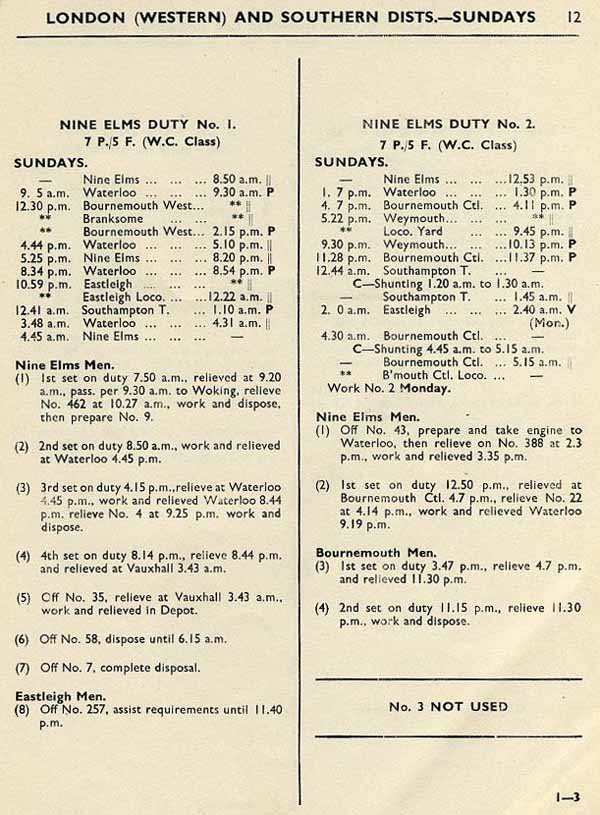 LONDON (WESTERN) AND SOUTHERN DISTS.—SUNDAYS 12
NINE ELMS DUTY No. 1.
7 P./5 F. (W.C. Class)
SUNDAYS.
— Nine Elms ... ... ... 8.50 a.m. ||
9. 5 a.m. Waterloo ... ... ... 9.30 a.m. P
12.30 p.m. Bournemouth West... ** ||
** Branksome ... ... ** ||
** Bournemouth West... 2.15 p.m. P
4.44 p.m. Waterloo ... ... ... 5.10 p.m. ||
5.25 p.m. Nine Elms ... ... ... 8.20 p.m. ||
8.34 p.m. Waterloo ... ... ... 8.54 p.m. P
10.59 p.m. Eastleigh ... ... ... ** ||
** Eastleigh Loco. ... ...12.22 a.m. ||
12.41 a.m. Southampton T. ... 1.10 a.m. P
3.48 a.m. Waterloo ... ... ... 4.31 a.m. ||
4.45 a.m. Nine Elms ... ... ... —
Nine Elms Men.
(1) 1st set on duty 7.50 a.m., relieved at 9.20
a.m., pass. per 9.30 a.m. to Woking, relieve
No. 462 at 10.27 a.m., work and dispose,
then prepare No. 9.
(2) 2nd set on duty 8.50 a.m., work and relieved
at Waterloo 4.45 p.m.
(3) 3rd set on duty 4.15 p.m.,relieve at Waterloo
4.45 p.m., work and relieved Waterloo 8.44
p.m. relieve No. 4 at 9.25 p.m. work and
dispose.
(4) 4th set on duty 8.14 p.m., relieve 8.44 p.m.
and relieved at Vauxhall 3.43 a.m.
(5) Off No. 35, relieve at Vauxhall 3.43 a.m.,
work and relieved in Depot.
(6) Off No. 58, dispose until 6.15 a.m.
(7) Off No. 7, complete disposal.
Eastleigh Men.
(8) Off No. 257, assist requirements until 11.40
p.m.
NINE ELMS DUTY No. 2.
7 P./5 F. (W.C. Class)
SUNDAYS.
— Nine Elms ... ... ...12.53 p.m. ||
1. 7 p.m. Waterloo ... ... ... 1.30 p.m. P
4. 7 p.m. Bournemouth Ctl. ... 4.11 p.m. P
5.22 p.m. Weymouth... ... ... ** ||
** Loco. Yard ... ... 9.45 p.m. ||
9.30 p.m. Weymouth... ... ...10.13 p.m. P
11.28 p.m. Bournemouth Ctl. ...11.37 p.m. P
12.44 a.m. Southampton T. ... —
C—Shunting 1.20 a.m. to 1.30 a.m.
— Southampton T. ... 1.45 a.m. ||
2. 0 a.m. Eastleigh ... ... ... 2.40 a.m. V
(Mon.)
4.30 a.m. Bournemouth Ctl. ... —
C—Shunting 4.45 a.m. to 5.15 a.m.
— Bournemouth Ctl. ... 5.15 a.m. ||
** B'mouth Ctl. Loco. ... —
Work No. 2 Monday.
Nine Elms Men.
(1) Off No. 43, prepare and take engine to
Waterloo, then relieve on No. 388 at 2.3
p.m., work and relieved 3.35 p.m.
(2) 1st set on duty 12.50 p.m., relieved at
Bournemouth Ctl. 4.7 p.m., relieve No. 22
at 4.14 p.m., work and relieved Waterloo
9.19 p.m.
Bournemouth Men.
(3) 1st set on duty 3.47 p.m., relieve 4.7 p.m.
and relieved 11.30 p.m.
(4) 2nd set on duty 11.15 p.m., relieve 11.30
p.m., work and dispose.
No. 3 NOT USED
1—3